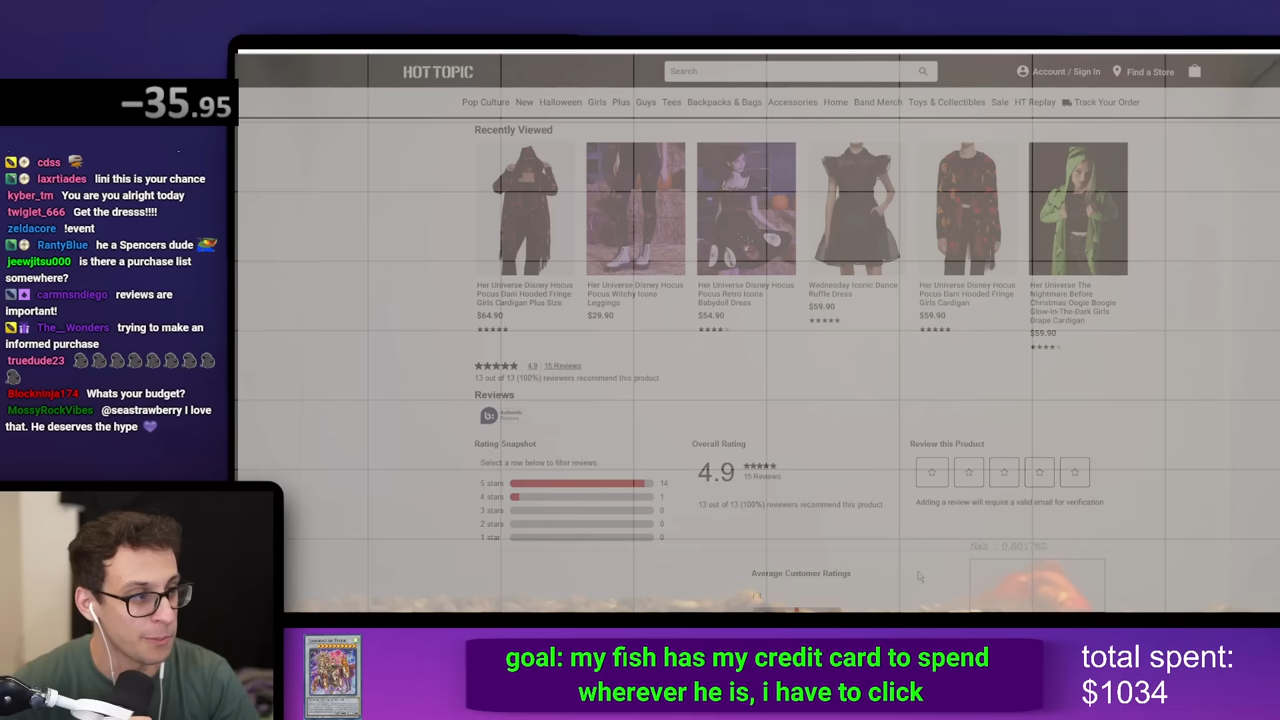 HOT TOPIC
Search
Account / Sign In
Find a Store
Pop Culture New Halloween Girls Plus Guys Tees Backpacks & Bags Accessories Home Band Merch Toys & Collectibles Sale HT Replay Track Your Order
-35.95
cdss
laxrtiades lini this is your chance
kyber_tm You are you alright today
twiglet_666 Get the dresss!!!!
zeldacore !event
RantyBlue he a Spencers dude
jeewjitsu000 is there a purchase list
somewhere?
carmnsndiego reviews are
important!
The__Wonders trying to make an
informed purchase
truedude23
Blockninja174 Whats your budget?
MossyRockVibes @seastrawberry I love
that. He deserves the hype
Recently Viewed
Her Universe Disney Hocus
Pocus Dani Hooded Fringe
Girls Cardigan Plus Size
$64.90
Her Universe Disney Hocus
Pocus Witchy Icons
Leggings
$29.90
Her Universe Disney Hocus
Pocus Retro Icons
Babydoll Dress
$54.90
Wednesday Iconic Dance
Ruffle Dress
$59.90
Her Universe Disney Hocus
Pocus Dani Hooded Fringe
Girls Cardigan
$59.90
Her Universe The
Nightmare Before
Christmas Oogie Boogie
Glow-In-The-Dark Girls
Drape Cardigan
$59.90
4.9 15 Reviews
13 out of 13 (100%) reviewers recommend this product
Reviews
Authentic
Reviews
Rating Snapshot
Select a row below to filter reviews.
5 stars 14
4 stars 1
3 stars 0
2 stars 0
1 star 0
Overall Rating
4.9
15 Reviews
13 out of 13 (100%) reviewers recommend this product
Review this Product
Adding a review will require a valid email for verification
Average Customer Ratings
goal: my fish has my credit card to spend
wherever he is, i have to click
total spent:
$1034